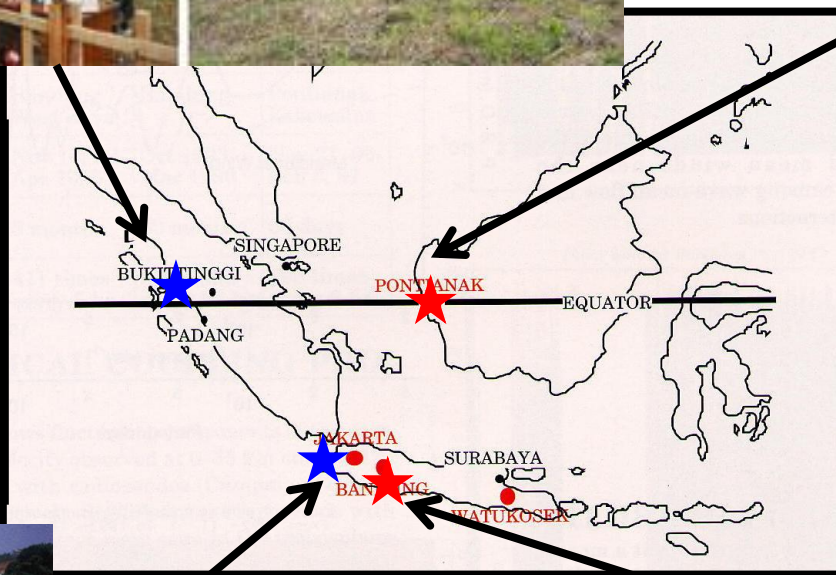 SINGAPORE
BUKITTINGGI
PONTIANAK
EQUATOR
PADANG
JAKARTA
SURABAYA
BANDUNG
WATUKOSEK